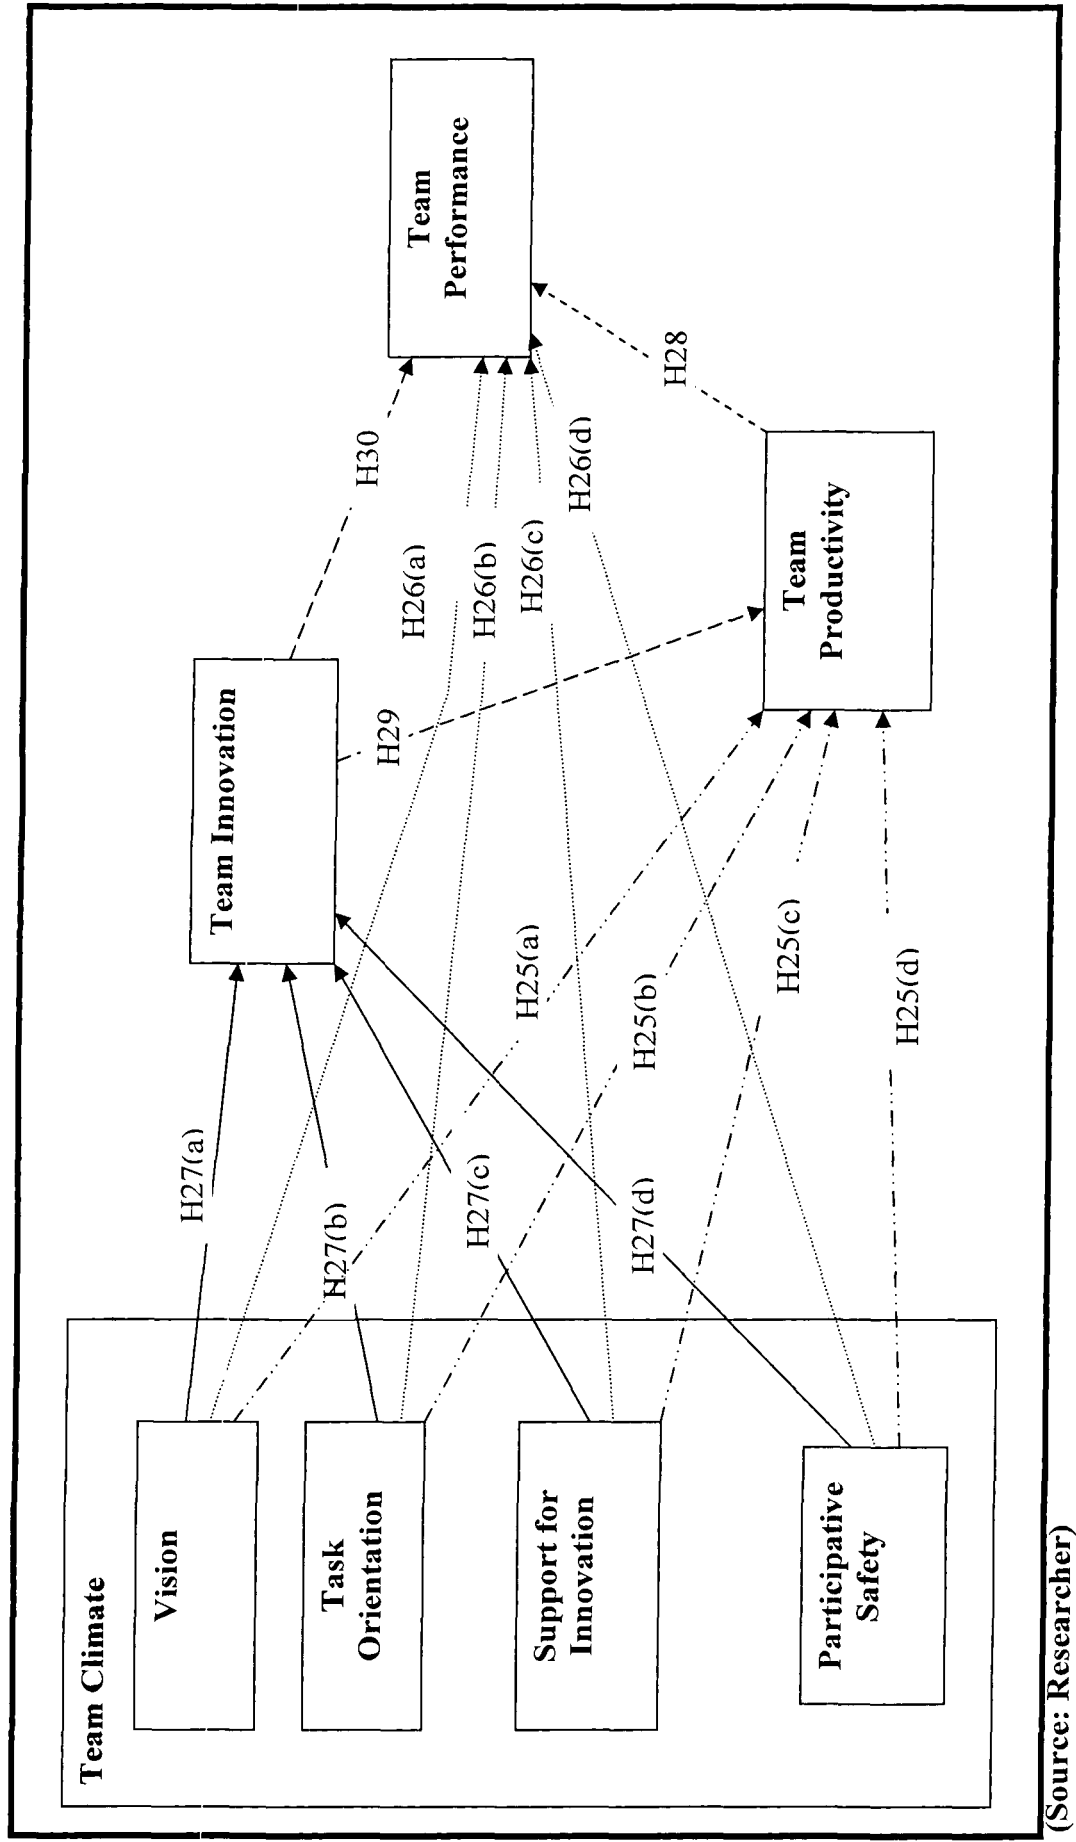 Team Climate
Vision
Task
Orientation
Support for
Innovation
Participative
Safety
H27(a)
H27(b)
H27(c)
H27(d)
Team Innovation
H25(a)
H25(b)
H25(c)
H25(d)
H29
H30
H26(a)
H26(b)
H26(c)
H26(d)
H28
Team
Performance
Team
Productivity
(Source: Researcher)